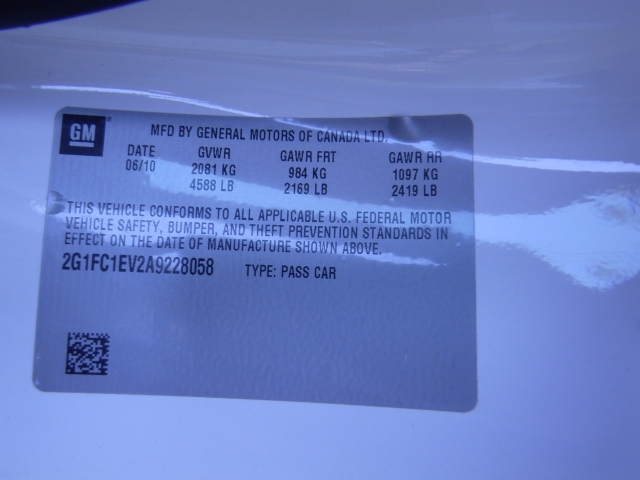 GM ® MFD BY GENERAL MOTORS OF CANADA LTD.
DATE GVWR GAWR FRT GAWR RR
06/10 2081 KG 984 KG 1097 KG
4588 LB 2169 LB 2419 LB
THIS VEHICLE CONFORMS TO ALL APPLICABLE U.S. FEDERAL MOTOR
VEHICLE SAFETY, BUMPER, AND THEFT PREVENTION STANDARDS IN
EFFECT ON THE DATE OF MANUFACTURE SHOWN ABOVE.
2G1FC1EV2A9228058 TYPE: PASS CAR